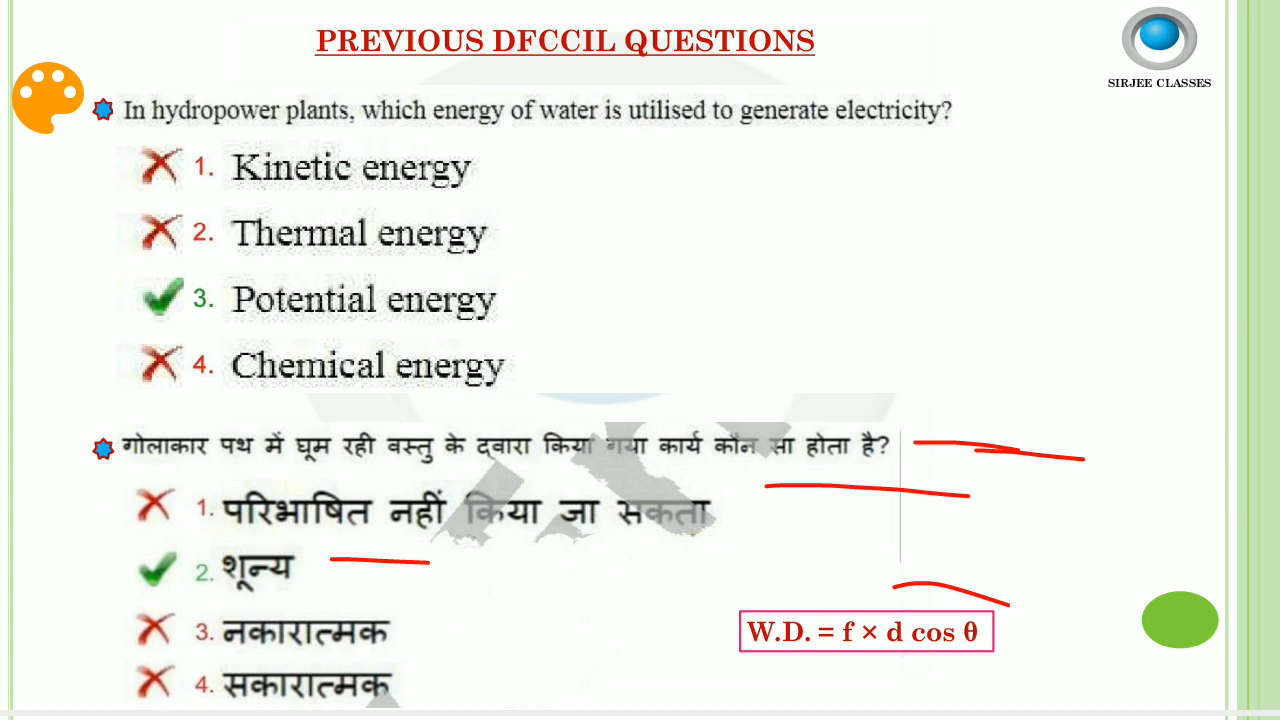 PREVIOUS DFCCIL QUESTIONS
SIRJEE CLASSES
In hydropower plants, which energy of water is utilised to generate electricity?
1. Kinetic energy
2. Thermal energy
3. Potential energy
4. Chemical energy
गोलाकार पथ में घूम रही वस्तु के दवारा किया गया कार्य कौन सा होता है?
1. परिभाषित नहीं किया जा सकता
2. शून्य
3. नकारात्मक
4. सकारात्मक
W.D. = f × d cos θ